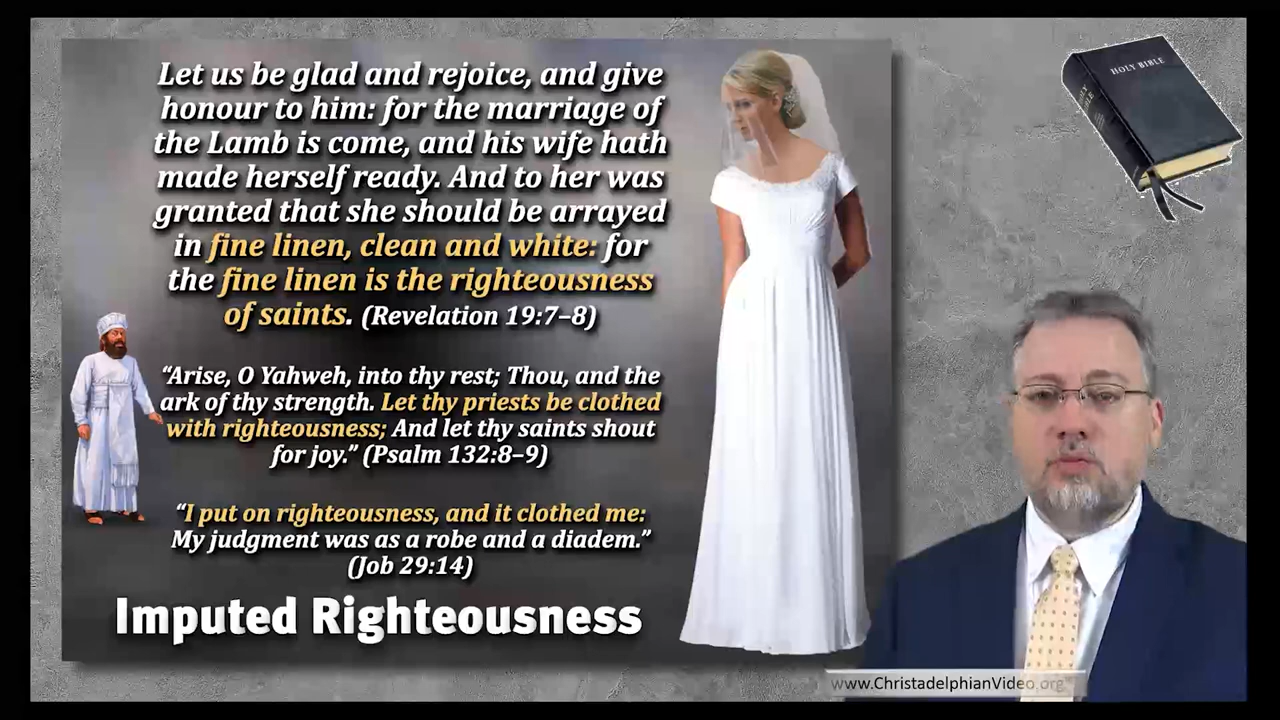 Let us be glad and rejoice, and give
honour to him: for the marriage of
the Lamb is come, and his wife hath
made herself ready. And to her was
granted that she should be arrayed
in fine linen, clean and white: for
the fine linen is the righteousness
of saints. (Revelation 19:7–8)
“Arise, O Yahweh, into thy rest; Thou, and the
ark of thy strength. Let thy priests be clothed
with righteousness; And let thy saints shout
for joy.” (Psalm 132:8–9)
“I put on righteousness, and it clothed me:
My judgment was as a robe and a diadem.”
(Job 29:14)
Imputed Righteousness
HOLY BIBLE
www.ChristadelphianVideo.org